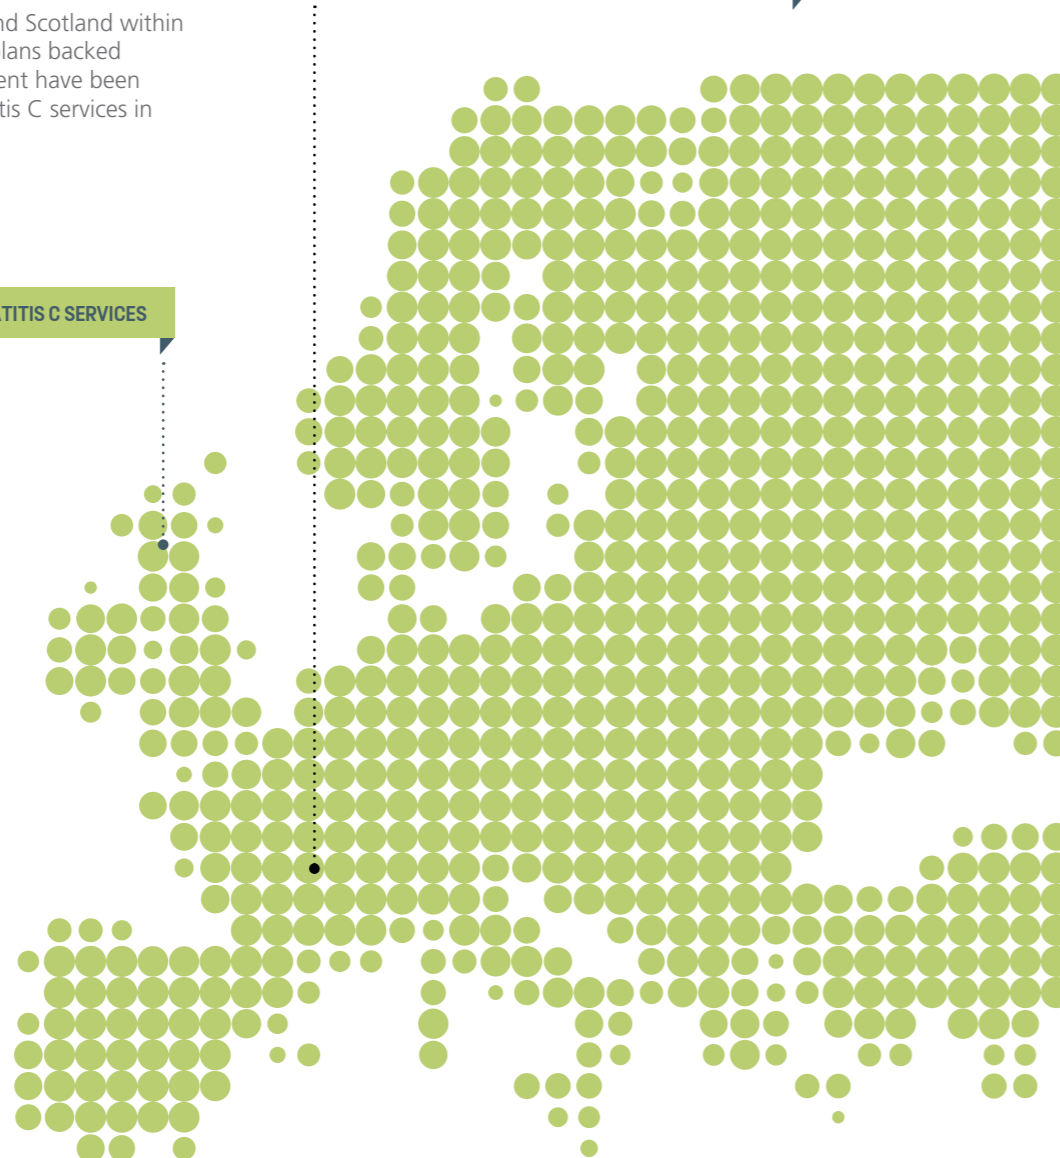 nd Scotland within
lans backed
ent have been
tis C services in
ATITIS C SERVICES